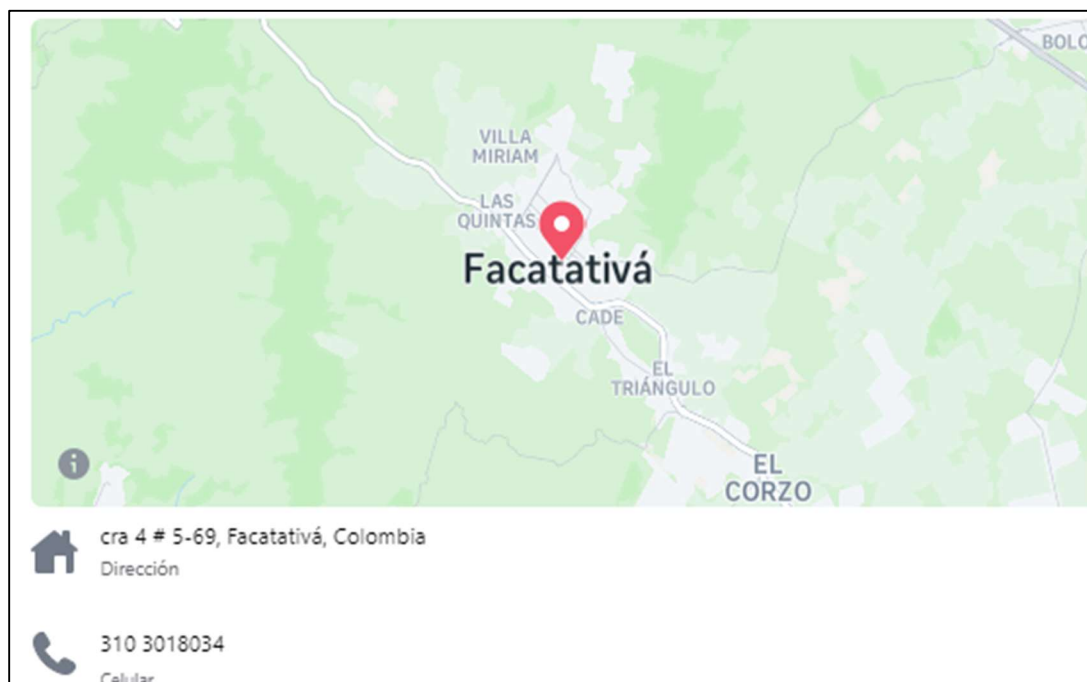 BOLO
VILLA
MIRIAM
LAS
QUINTAS
Facatativá
CADE
EL
TRIÁNGULO
EL
CORZO
cra 4 # 5-69, Facatativá, Colombia
Dirección
310 3018034
Celular